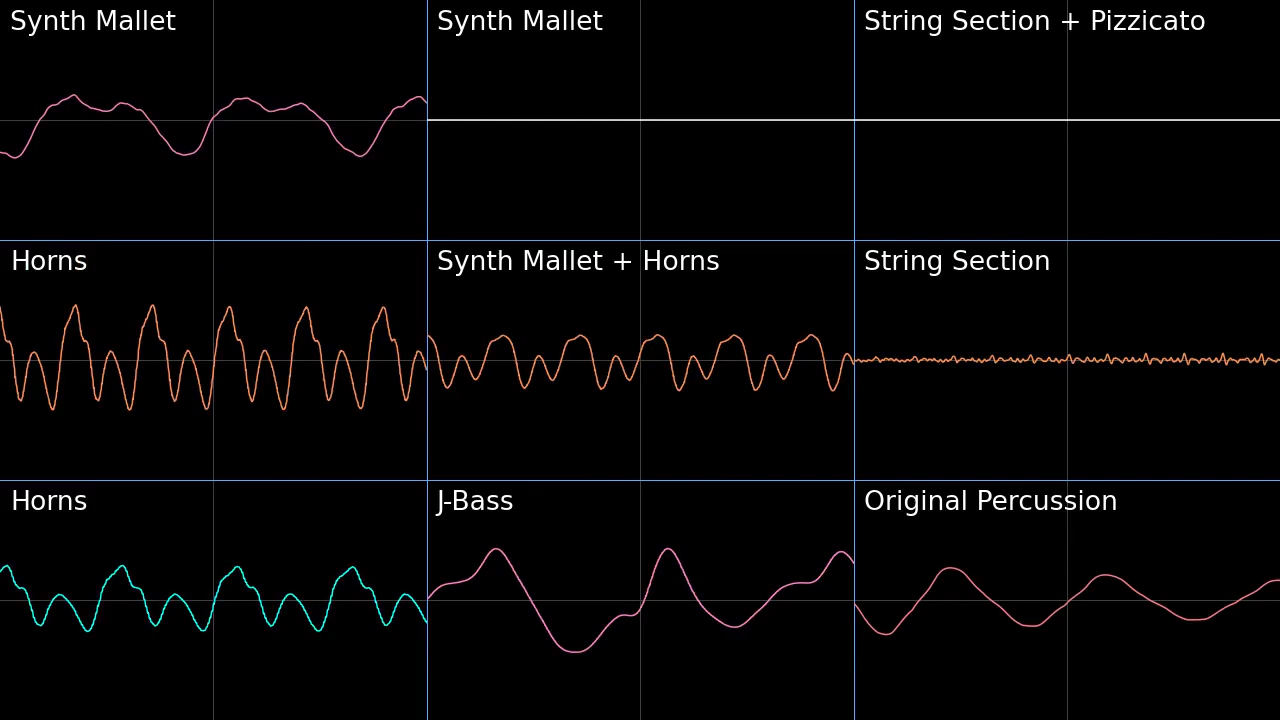 Synth Mallet
Synth Mallet
String Section + Pizzicato
Horns
Synth Mallet + Horns
String Section
Horns
J-Bass
Original Percussion